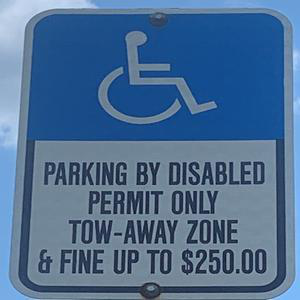 PARKING BY DISABLED
PERMIT ONLY
TOW-AWAY ZONE
& FINE UP TO $250.00